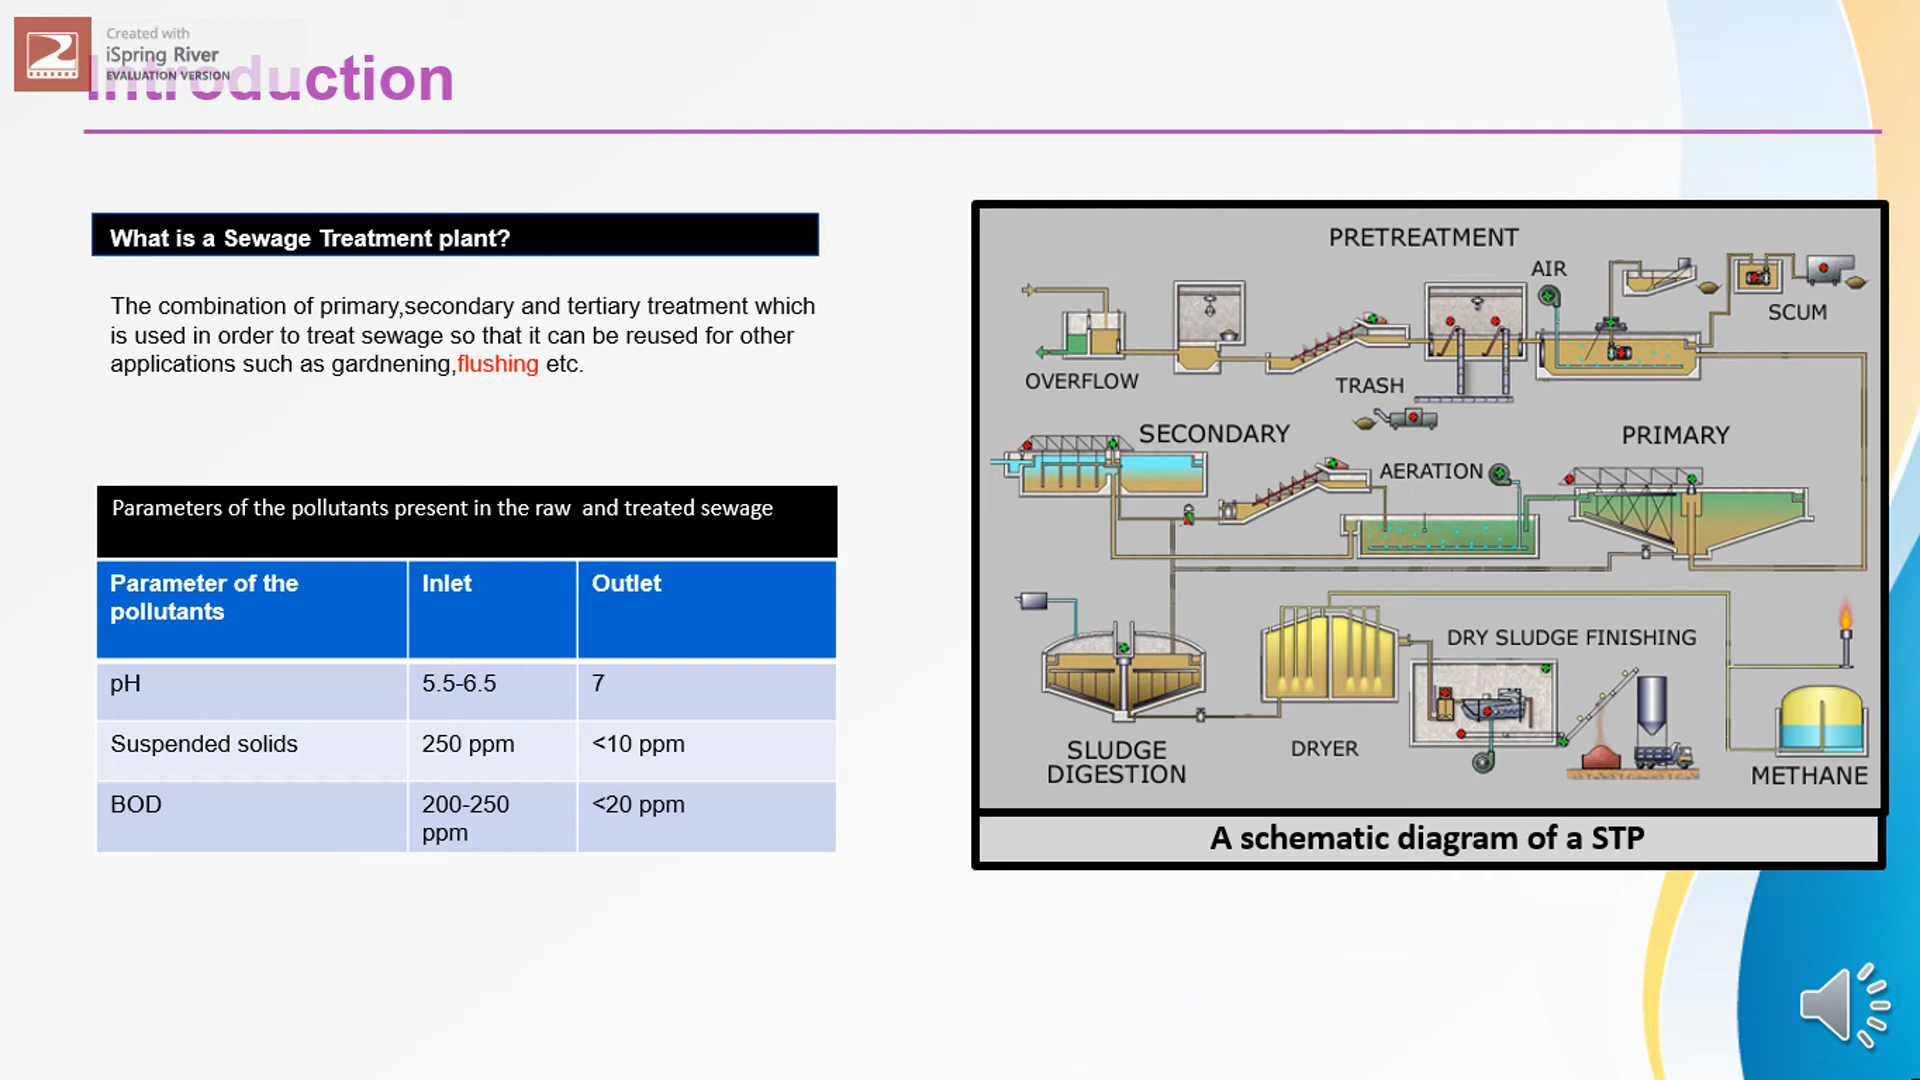 Created with
iSpring River
EVALUATION VERSION
Introduction
What is a Sewage Treatment plant?
The combination of primary,secondary and tertiary treatment which
is used in order to treat sewage so that it can be reused for other
applications such as gardnening,flushing etc.
Parameters of the pollutants present in the raw and treated sewage
Parameter of the
pollutants
Inlet
Outlet
pH
5.5-6.5
7
Suspended solids
250 ppm
<10 ppm
BOD
200-250
ppm
<20 ppm
PRETREATMENT
AIR
SCUM
OVERFLOW
TRASH
SECONDARY
PRIMARY
AERATION
DRY SLUDGE FINISHING
SLUDGE
DIGESTION
DRYER
METHANE
A schematic diagram of a STP